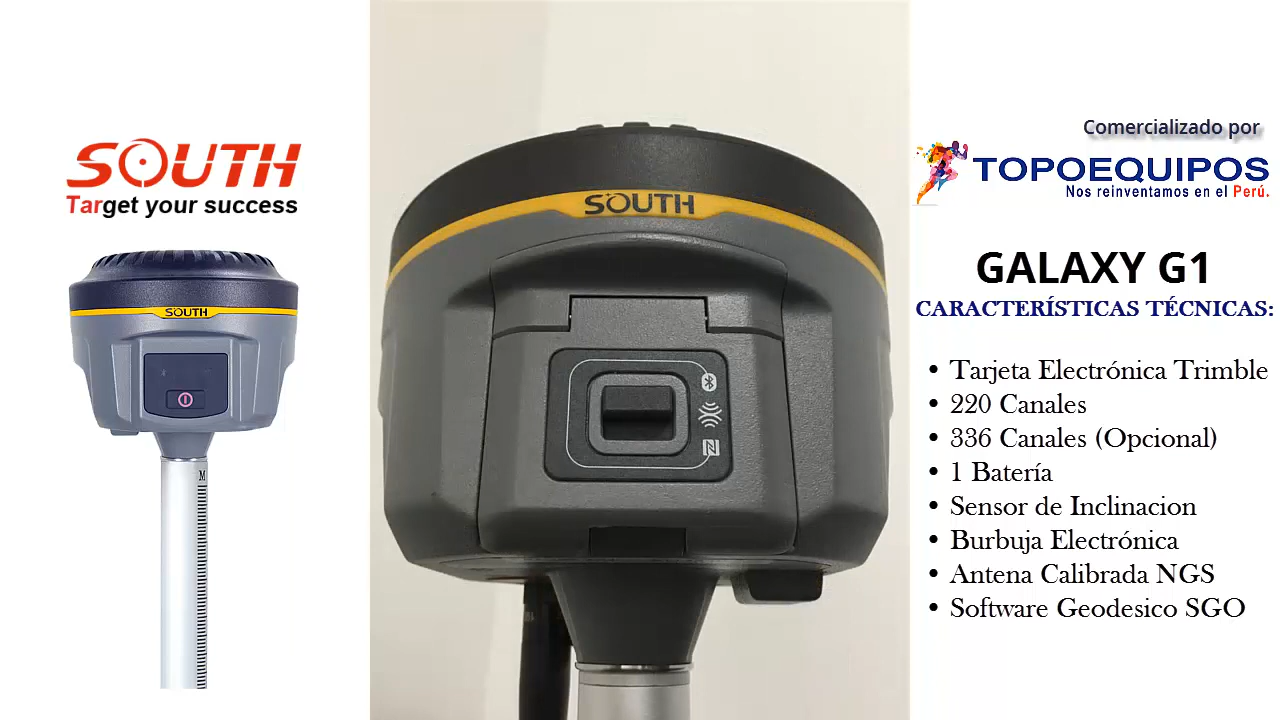 SOUTH
Target your success
SOUTH
M
SOUTH
Comercializado por
TOPOEQUIPOS
Nos reinventamos en el Perú.
GALAXY G1
CARACTERÍSTICAS TÉCNICAS:
• Tarjeta Electrónica Trimble
• 220 Canales
• 336 Canales (Opcional)
• 1 Batería
• Sensor de Inclinacion
• Burbuja Electrónica
• Antena Calibrada NGS
• Software Geodesico SGO